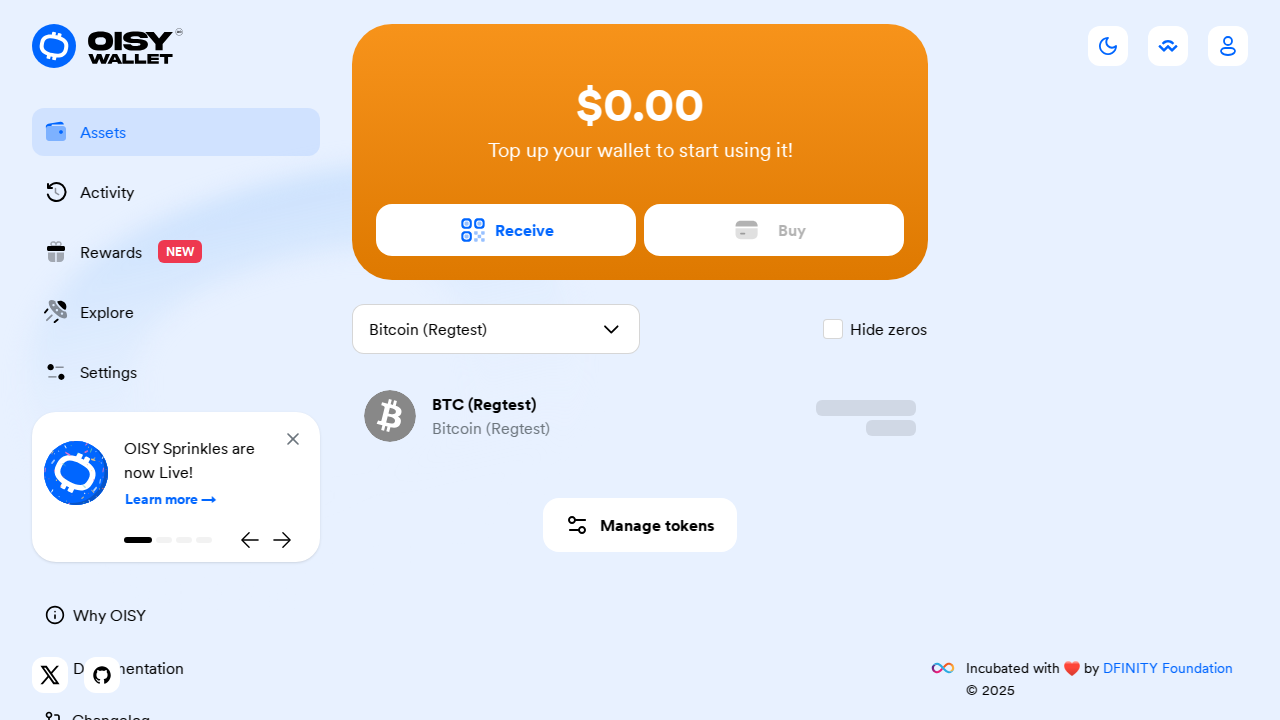 OISY
WALLET
Assets
Activity
Rewards NEW
Explore
Settings
OISY Sprinkles are
now Live!
Learn more →
Why OISY
Changelog
$0.00
Top up your wallet to start using it!
Receive
Buy
Bitcoin (Regtest)
Hide zeros
BTC (Regtest)
Bitcoin (Regtest)
Manage tokens
Incubated with ❤️ by DFINITY Foundation
© 2025